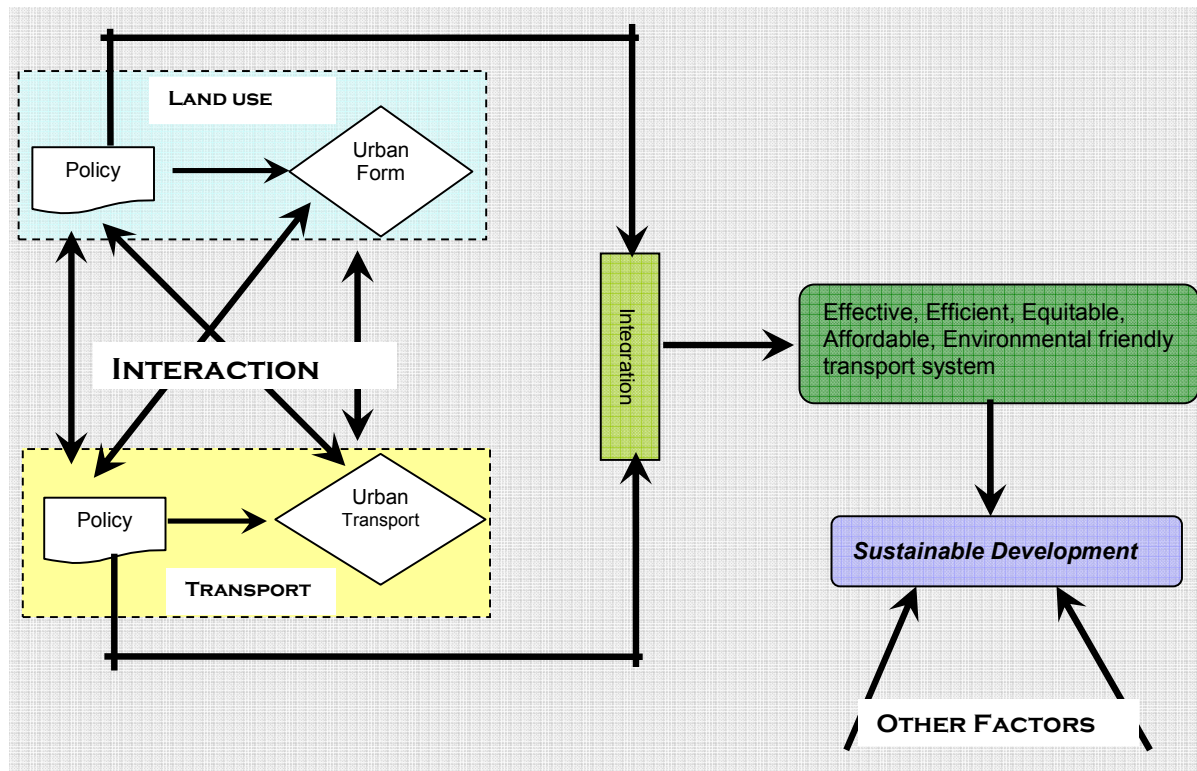 LAND USE
Policy
Urban
Form
INTERACTION
Policy
Urban
Transport
TRANSPORT
Integration
Effective, Efficient, Equitable,
Affordable, Environmental friendly
transport system
Sustainable Development
OTHER FACTORS